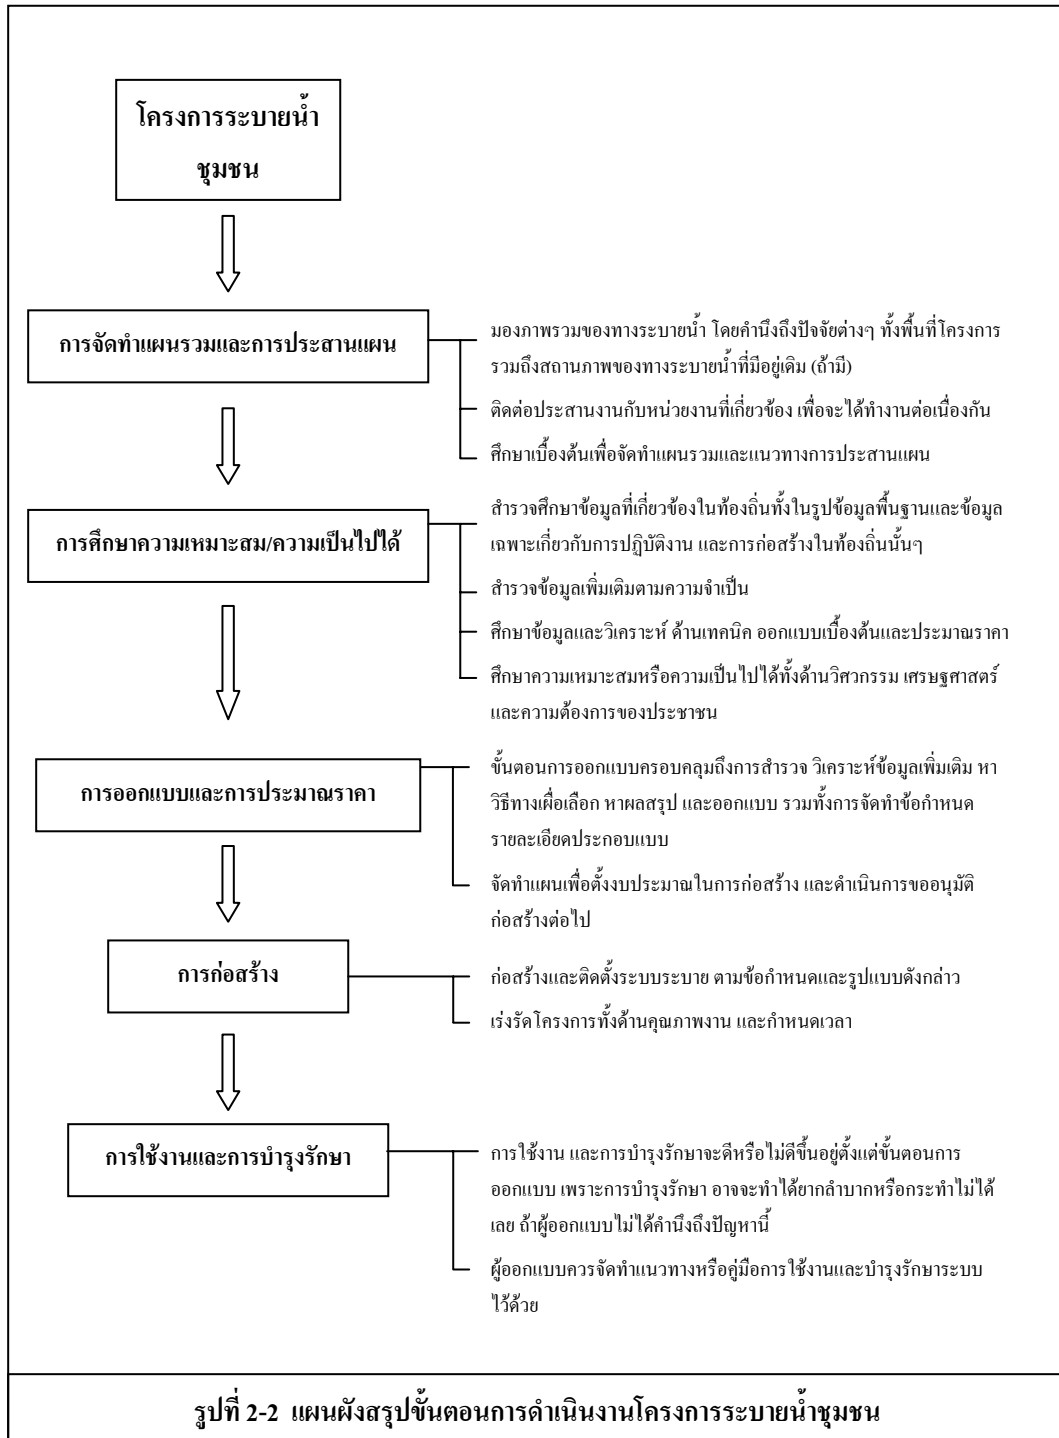 โครงการระบายน้ำ
ชุมชน
การจัดทำแผนรวมและการประสานแผน
มองภาพรวมของทางระบายน้ำ โดยคำนึงถึงปัจจัยต่างๆ ทั้งพื้นที่โครงการ
รวมถึงสถานภาพของทางระบายน้ำที่มีอยู่เดิม (ถ้ามี)
ติดต่อประสานงานกับหน่วยงานที่เกี่ยวข้อง เพื่อจะได้ทำงานต่อเนื่องกัน
ศึกษาเบื้องต้นเพื่อจัดทำแผนรวมและแนวทางการประสานแผน
การศึกษาความเหมาะสม/ความเป็นไปได้
สำรวจศึกษาข้อมูลที่เกี่ยวข้องในท้องถิ่นทั้งในรูปข้อมูลพื้นฐานและข้อมูล
เฉพาะเกี่ยวกับการปฏิบัติงาน และการก่อสร้างในท้องถิ่นนั้นๆ
สำรวจข้อมูลเพิ่มเติมตามความจำเป็น
ศึกษาข้อมูลและวิเคราะห์ ด้านเทคนิค ออกแบบเบื้องต้นและประมาณราคา
ศึกษาความเหมาะสมหรือความเป็นไปได้ทั้งด้านวิศวกรรม เศรษฐศาสตร์
และความต้องการของประชาชน
การออกแบบและการประมาณราคา
ขั้นตอนการออกแบบครอบคลุมถึงการสำรวจ วิเคราะห์ข้อมูลเพิ่มเติม หา
วิธีทางเผื่อเลือก หาผลสรุป และออกแบบ รวมทั้งการจัดทำข้อกำหนด
รายละเอียดประกอบแบบ
จัดทำแผนเพื่อตั้งงบประมาณในการก่อสร้าง และดำเนินการขออนุมัติ
ก่อสร้างต่อไป
การก่อสร้าง
ก่อสร้างและติดตั้งระบบระบาย ตามข้อกำหนดและรูปแบบดังกล่าว
เร่งรัดโครงการทั้งด้านคุณภาพงาน และกำหนดเวลา
การใช้งานและการบำรุงรักษา
การใช้งาน และการบำรุงรักษาจะดีหรือไม่ดีขึ้นอยู่ตั้งแต่ขั้นตอนการ
ออกแบบ เพราะการบำรุงรักษา อาจจะทำได้ยากลำบากหรือกระทำไม่ได้
เลย ถ้าผู้ออกแบบไม่ได้คำนึงถึงปัญหานี้
ผู้ออกแบบควรจัดทำแนวทางหรือคู่มือการใช้งานและบำรุงรักษาระบบ
ไว้ด้วย
รูปที่ 2-2 แผนผังสรุปขั้นตอนการดำเนินงานโครงการระบายน้ำชุมชน